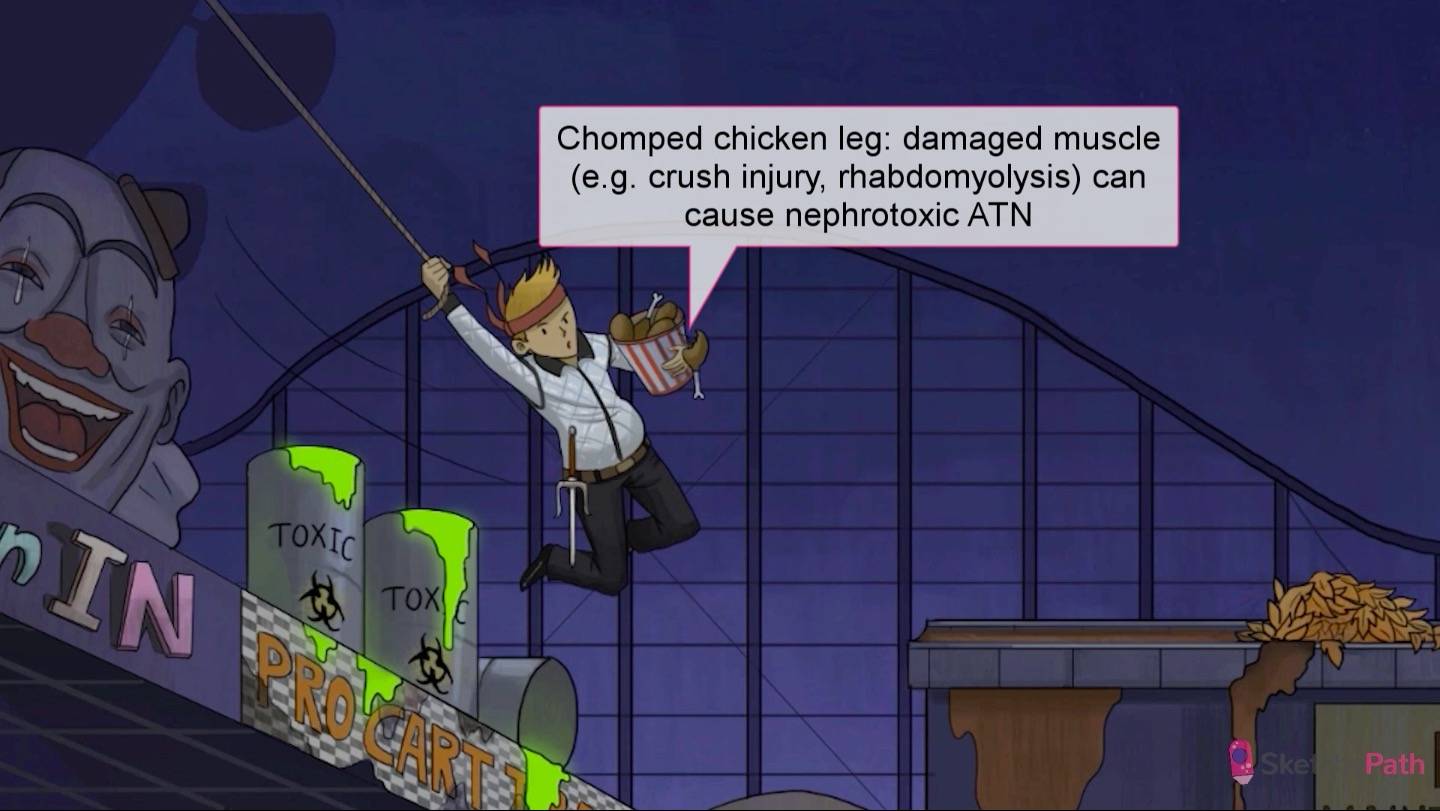 Chomped chicken leg: damaged muscle
(e.g. crush injury, rhabdomyolysis) can
cause nephrotoxic ATN
TOXIC
TOXIC
IN
PRO CART
Path